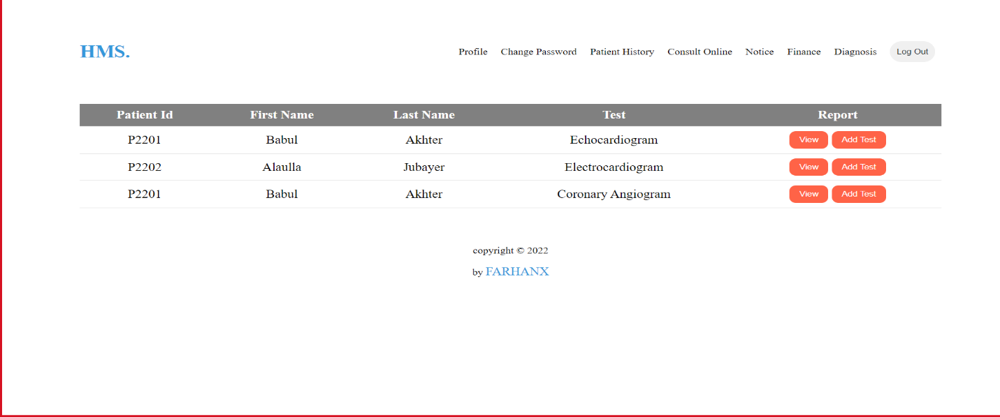 HMS. Profile Change Password Patient History Consult Online Notice Finance Diagnosis Log Out
Patient Id First Name Last Name Test Report
P2201 Babul Akhter Echocardiogram View Add Test
P2202 Alaulla Jubayer Electrocardiogram View Add Test
P2201 Babul Akhter Coronary Angiogram View Add Test
copyright © 2022
by FARHANX